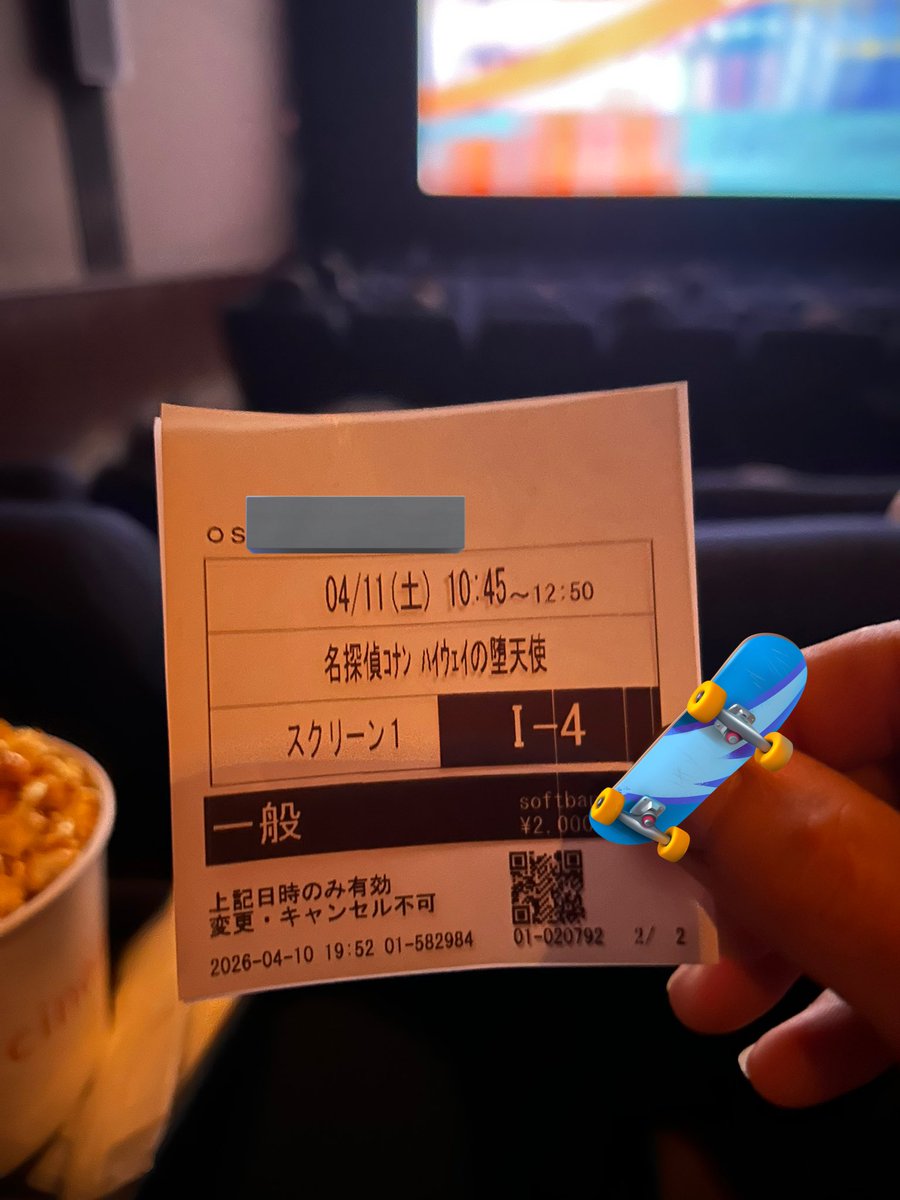 OS
04/11(土) 10:45～12:50
名探偵ｺﾅﾝ ﾊｲｳｪｲの堕天使
スクリーン1
I-4
一般
softba
¥2.000
上記日時のみ有効
変更・キャンセル不可
2026-04-10 19:52 01-582984
01-020792 2/ 2
cin